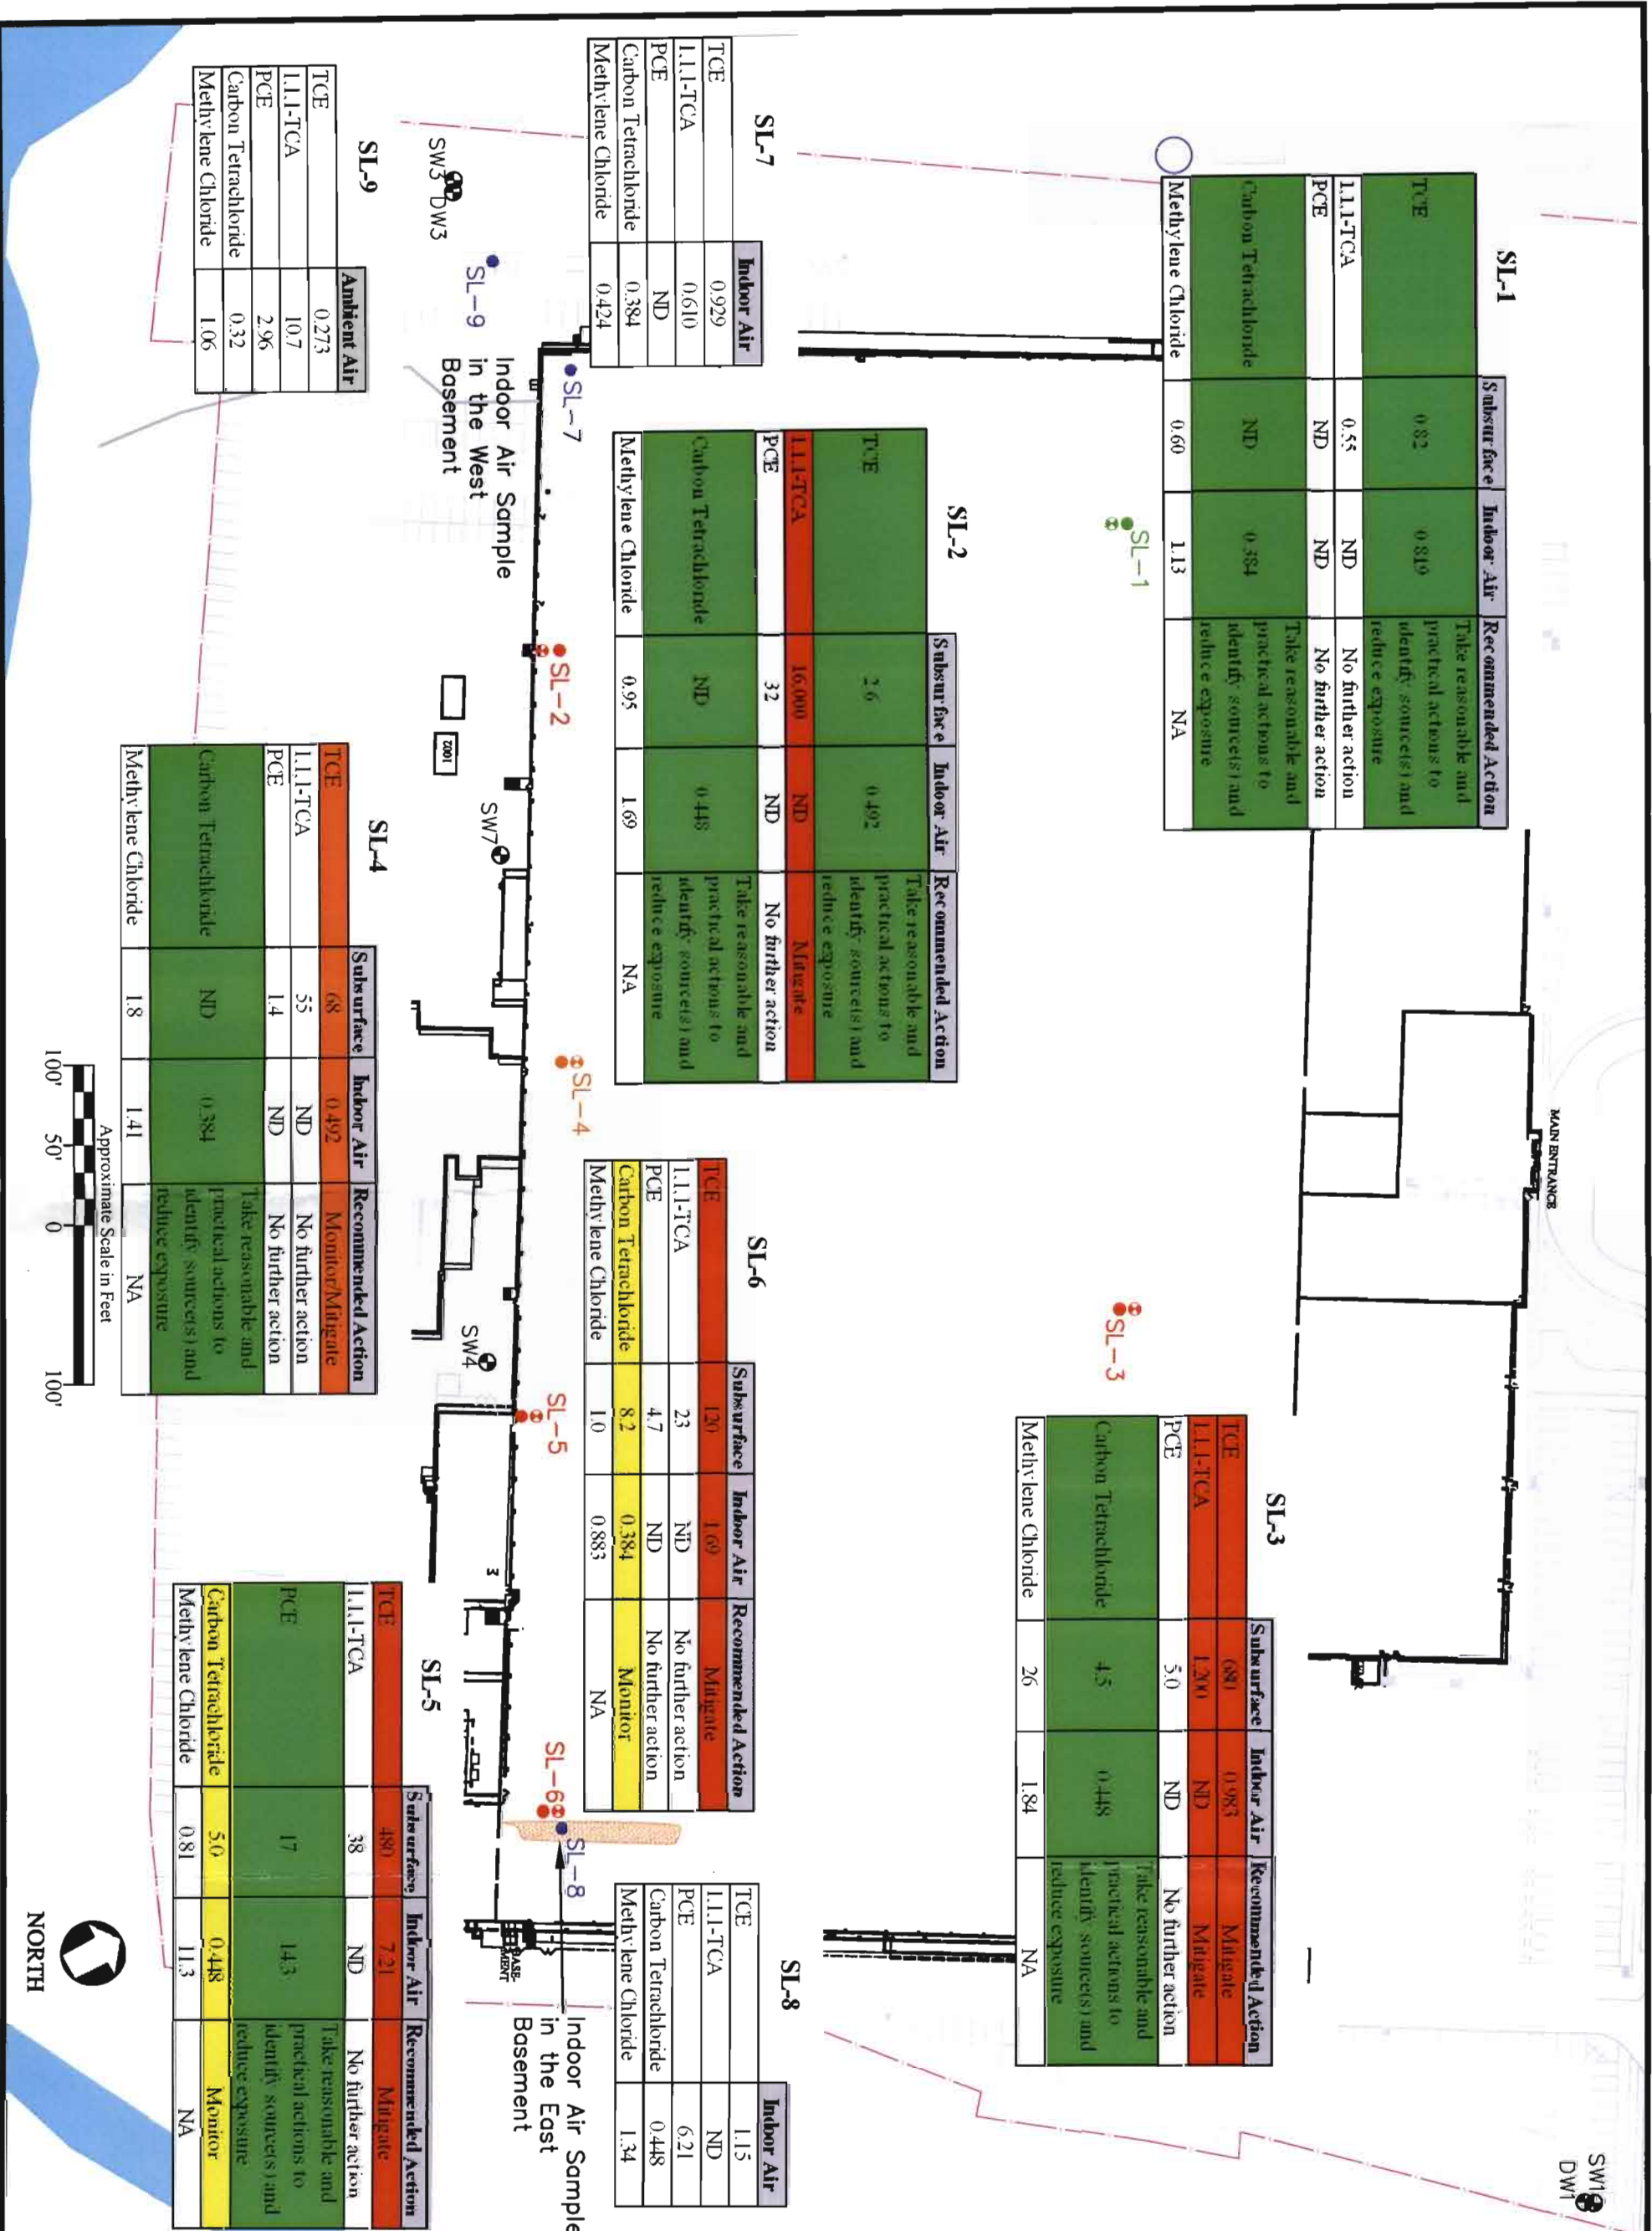 SL-1
Subsurface Indoor Air Recommended Action
TCE 0.82 0.819 Take reasonable and
practical actions to
identify source(s) and
reduce exposure
1,1,1-TCA 0.55 ND No further action
PCE ND ND No further action
Carbon Tetrachloride ND 0.384 Take reasonable and
practical actions to
identify source(s) and
reduce exposure
Methylene Chloride 0.60 1.13 NA
SL-1
MAIN ENTRANCE
SW1
DW1
SL-3
Subsurface Indoor Air Recommended Action
TCE 680 0.983 Mitigate
1,1,1-TCA 1,200 ND Mitigate
PCE 5.0 ND No further action
Carbon Tetrachloride 4.5 0.448 Take reasonable and
practical actions to
identify source(s) and
reduce exposure
Methylene Chloride 26 1.84 NA
SL-3
SL-2
Subsurface Indoor Air Recommended Action
TCE 2.6 0.492 Take reasonable and
practical actions to
identify source(s) and
reduce exposure
1,1,1-TCA 16,000 ND Mitigate
PCE 32 ND No further action
Carbon Tetrachloride ND 0.448 Take reasonable and
practical actions to
identify source(s) and
reduce exposure
Methylene Chloride 0.95 1.69 NA
SL-7
Indoor Air
TCE 0.929
1,1,1-TCA 0.610
PCE ND
Carbon Tetrachloride 0.384
Methylene Chloride 0.424
SL-6
Subsurface Indoor Air Recommended Action
TCE 120 1.69 Mitigate
1,1,1-TCA 23 ND No further action
PCE 4.7 ND No further action
Carbon Tetrachloride 8.2 0.384 Monitor
Methylene Chloride 1.0 0.883 NA
SL-8
Indoor Air
TCE 1.15
1,1,1-TCA ND
PCE 6.21
Carbon Tetrachloride 0.448
Methylene Chloride 1.34
SL-7
SL-2
SL-4
SL-5
SL-6
SL-8
Indoor Air Sample
in the East
Basement
BASE-
MENT
Indoor Air Sample
in the West
Basement
SL-9
SW3 DW3
SW7
SW4
3
1002
SL-9
Ambient Air
TCE 0.273
1,1,1-TCA 10.7
PCE 2.96
Carbon Tetrachloride 0.32
Methylene Chloride 1.06
SL-4
Subsurface Indoor Air Recommended Action
TCE 68 0.492 Monitor/Mitigate
1,1,1-TCA 55 ND No further action
PCE 1.4 ND No further action
Carbon Tetrachloride ND 0.384 Take reasonable and
practical actions to
identify source(s) and
reduce exposure
Methylene Chloride 1.8 1.41 NA
SL-5
Subsurface Indoor Air Recommended Action
TCE 480 7.21 Mitigate
1,1,1-TCA 38 ND No further action
PCE 17 14.3 Take reasonable and
practical actions to
identify source(s) and
reduce exposure
Carbon Tetrachloride 5.0 0.448 Monitor
Methylene Chloride 0.81 11.3 NA
Approximate Scale in Feet
100' 50' 0 100'
NORTH